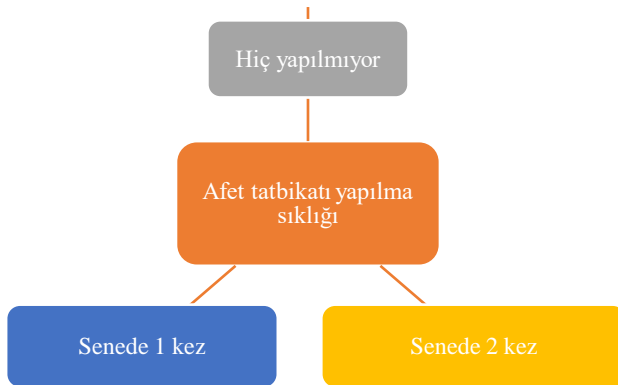 Hiç yapılmıyor
Afet tatbikatı yapılma
sıklığı
Senede 1 kez
Senede 2 kez